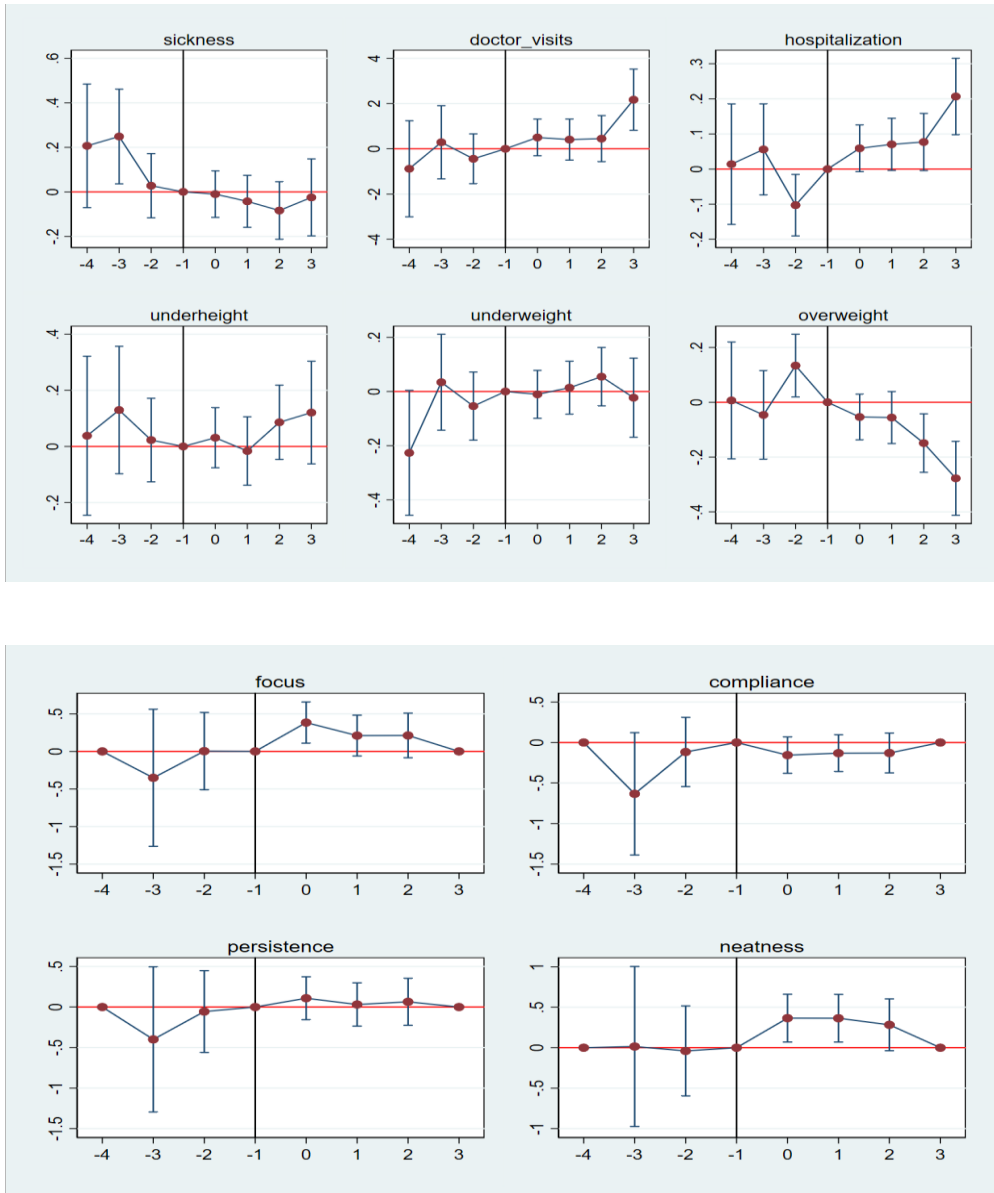 sickness
.6
.4
.2
0
-.2
-4 -3 -2 -1 0 1 2 3
doctor_visits
4
2
0
-2
-4
-4 -3 -2 -1 0 1 2 3
hospitalization
.3
.2
.1
0
-.1
-.2
-4 -3 -2 -1 0 1 2 3
underheight
.4
.2
0
-.2
-4 -3 -2 -1 0 1 2 3
underweight
.2
0
-.2
-.4
-4 -3 -2 -1 0 1 2 3
overweight
.2
0
-.2
-.4
-4 -3 -2 -1 0 1 2 3
focus
.5
0
-.5
-1
-1.5
-4 -3 -2 -1 0 1 2 3
compliance
.5
0
-.5
-1
-1.5
-4 -3 -2 -1 0 1 2 3
persistence
.5
0
-.5
-1
-1.5
-4 -3 -2 -1 0 1 2 3
neatness
1
.5
0
-.5
-1
-4 -3 -2 -1 0 1 2 3